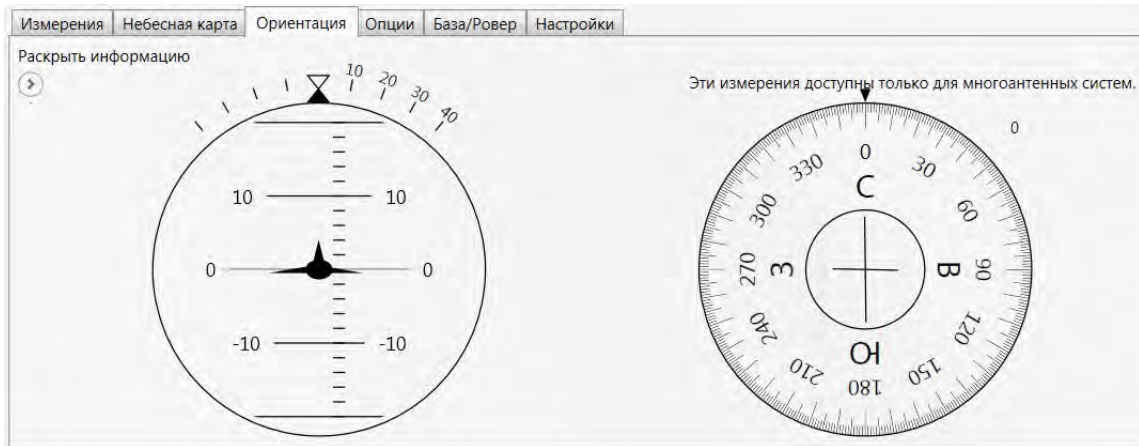 Измерения Небесная карта Ориентация Опции База/Ровер Настройки
Раскрыть информацию
10 20 30 40
10 10
0 0
-10 -10
Эти измерения доступны только для многоантенных систем.
0
0 30 60 90 120 150 180 210 240 270 300 330
С
З В
Ю